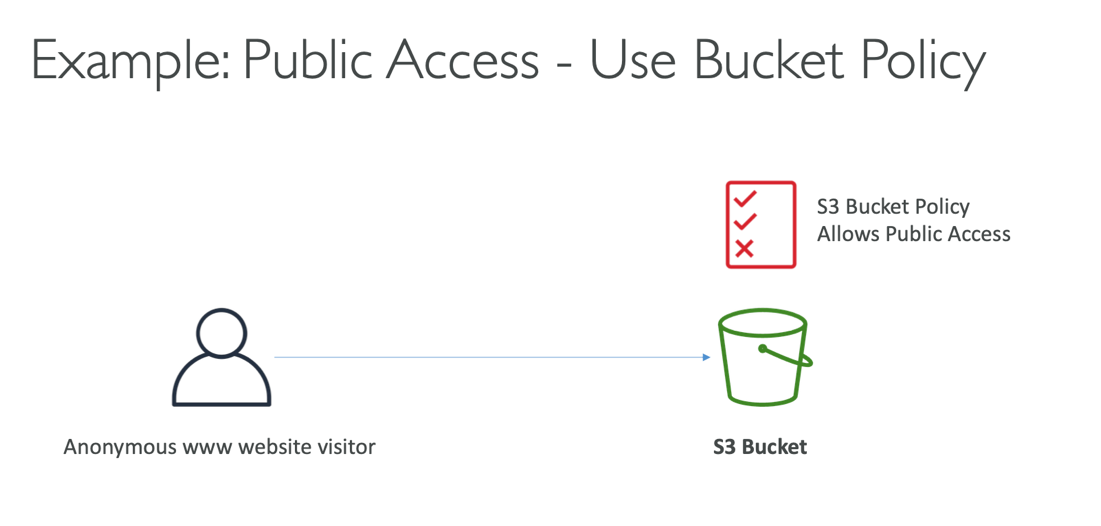 Example: Public Access - Use Bucket Policy
S3 Bucket Policy
Allows Public Access
Anonymous www website visitor
S3 Bucket